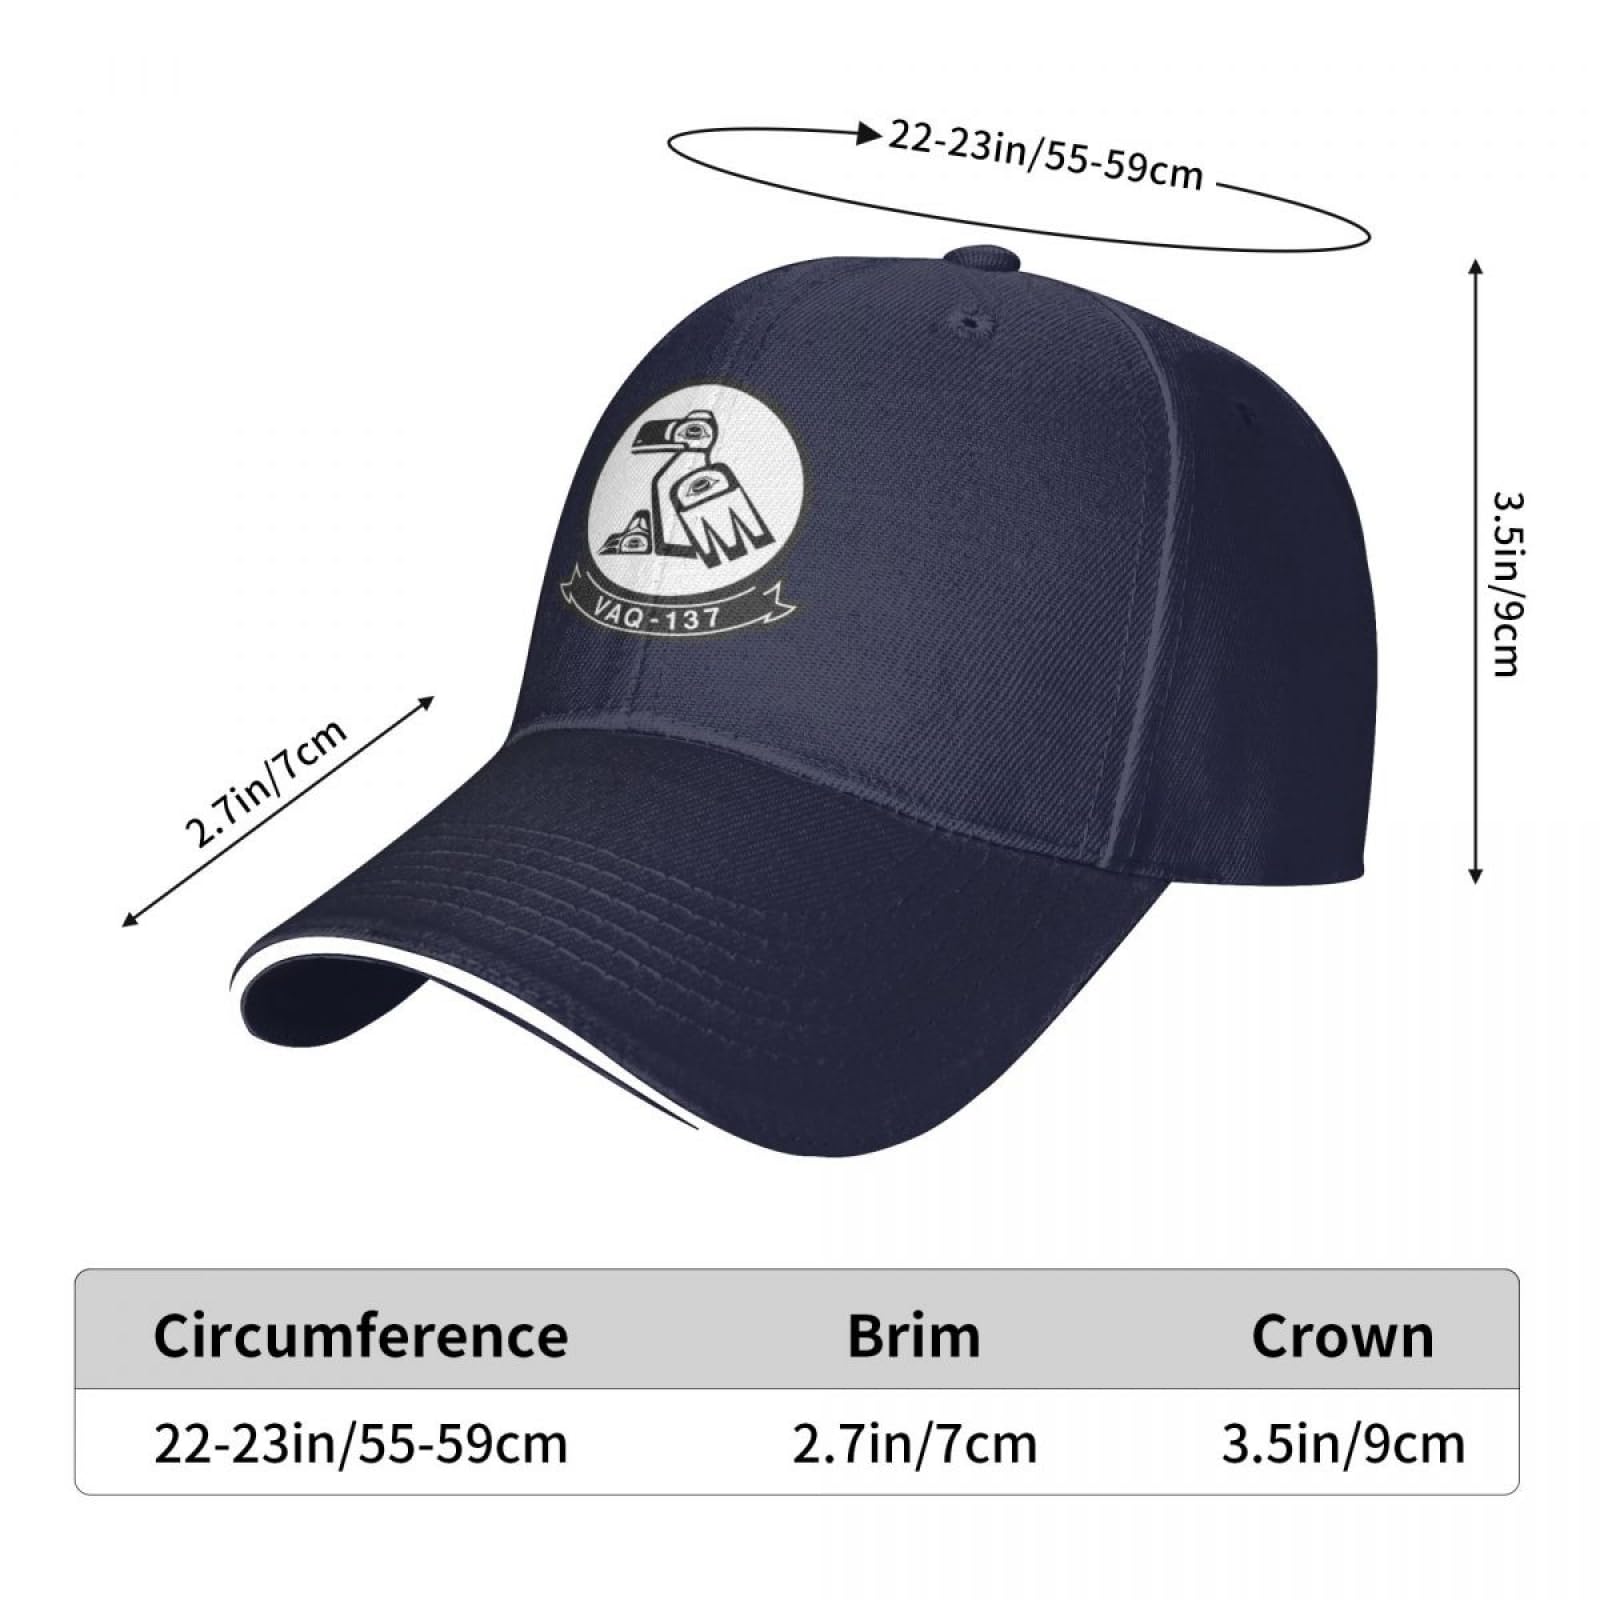 22-23in/55-59cm
3.5in/9cm
VAQ-137
2.7in/7cm
Circumference Brim Crown
22-23in/55-59cm 2.7in/7cm 3.5in/9cm